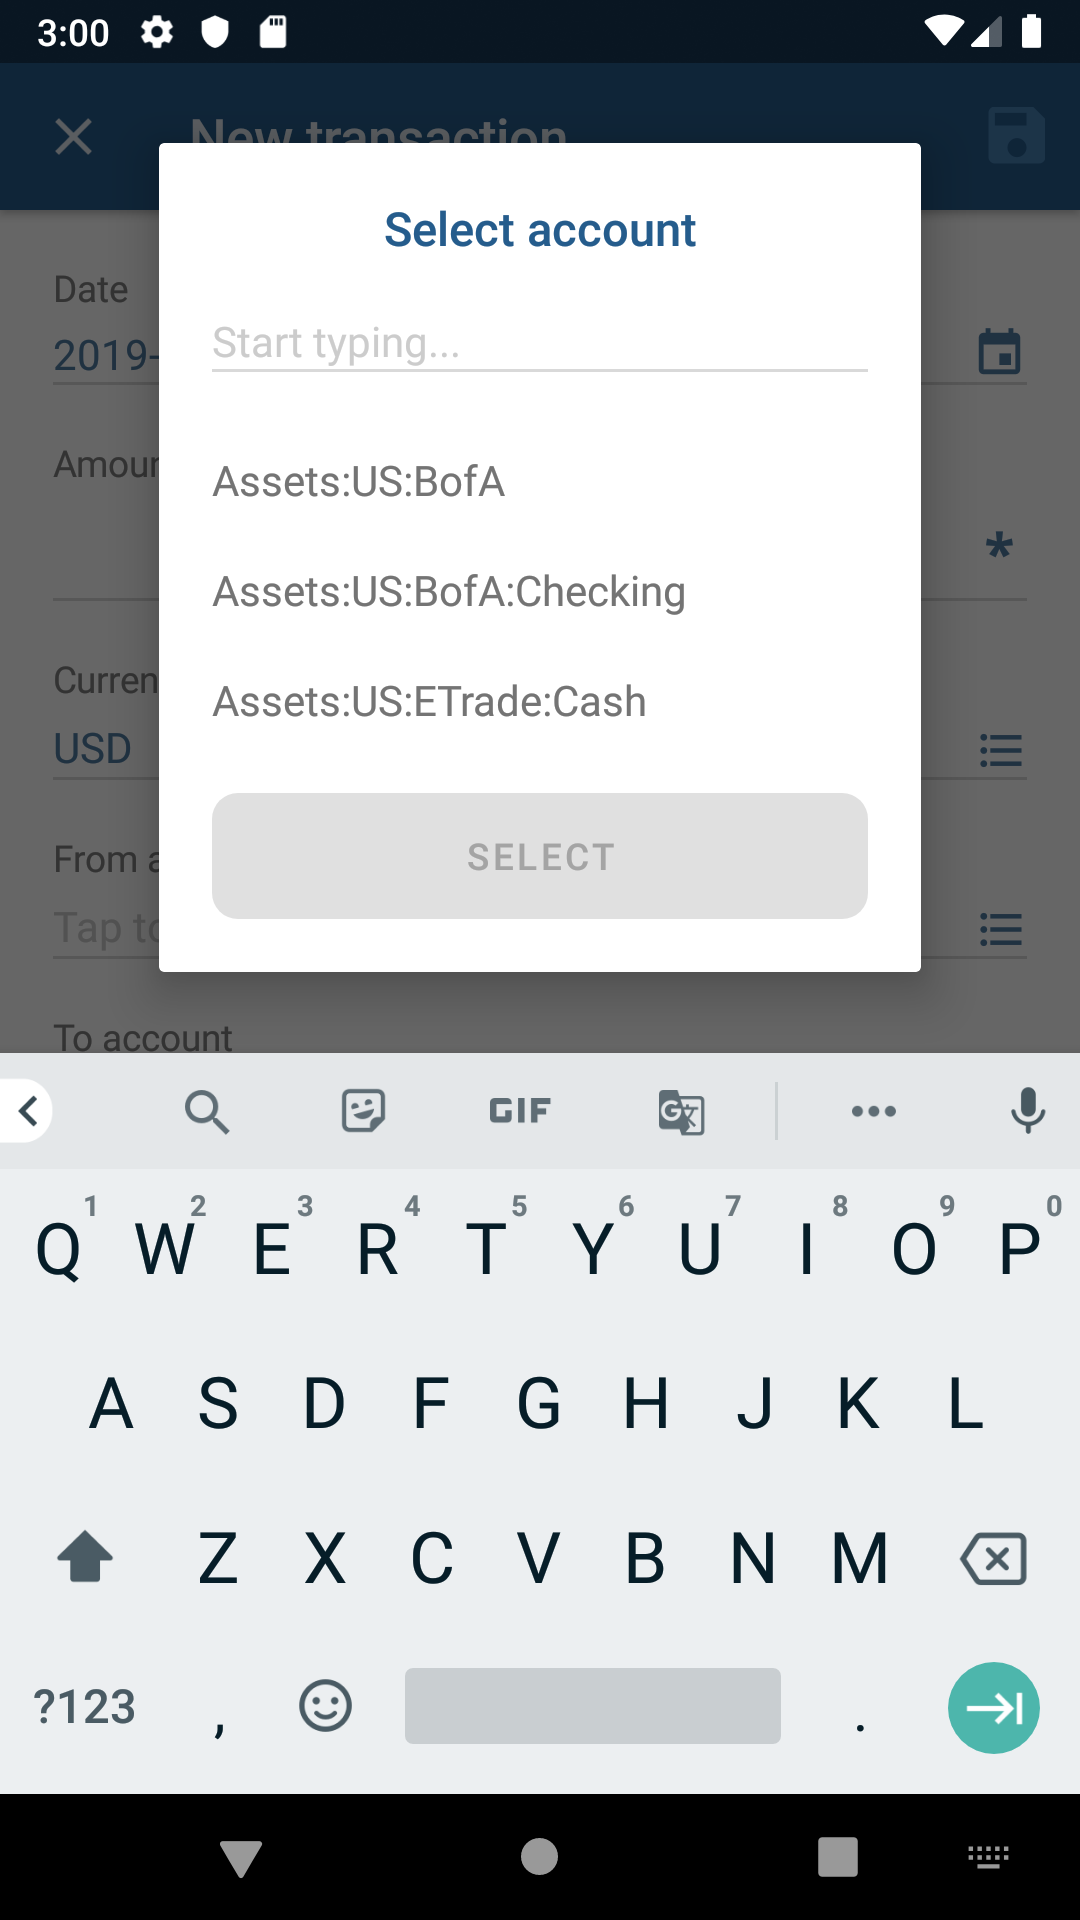 3:00
New transaction
Select account
Date
Start typing...
2019-
Amoun
Assets:US:BofA
*
Assets:US:BofA:Checking
Curren
Assets:US:ETrade:Cash
USD
SELECT
From a
Tap to
To account
GIF
G
1 2 3 4 5 6 7 8 9 0
Q W E R T Y U I O P
A S D F G H J K L
Z X C V B N M
?123 , .